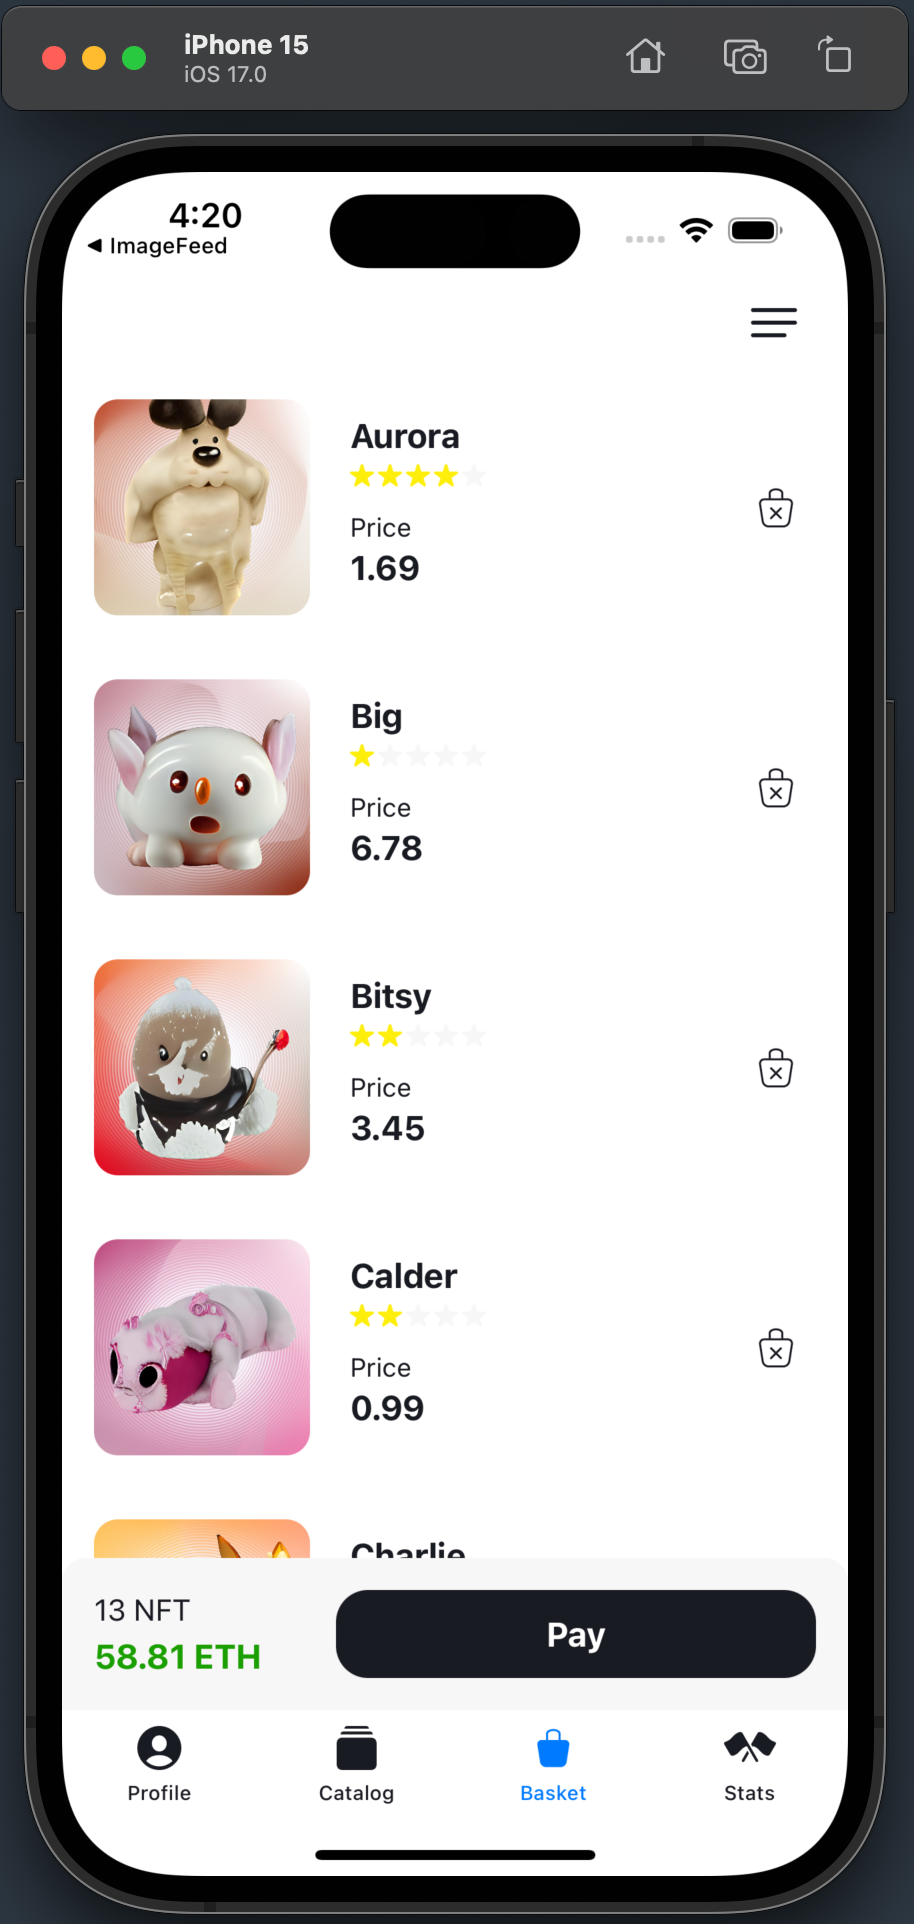 iPhone 15
iOS 17.0
4:20
◀ ImageFeed
Aurora
Price
1.69
Big
Price
6.78
Bitsy
Price
3.45
Calder
Price
0.99
Charlie
13 NFT
58.81 ETH
Pay
Profile
Catalog
Basket
Stats